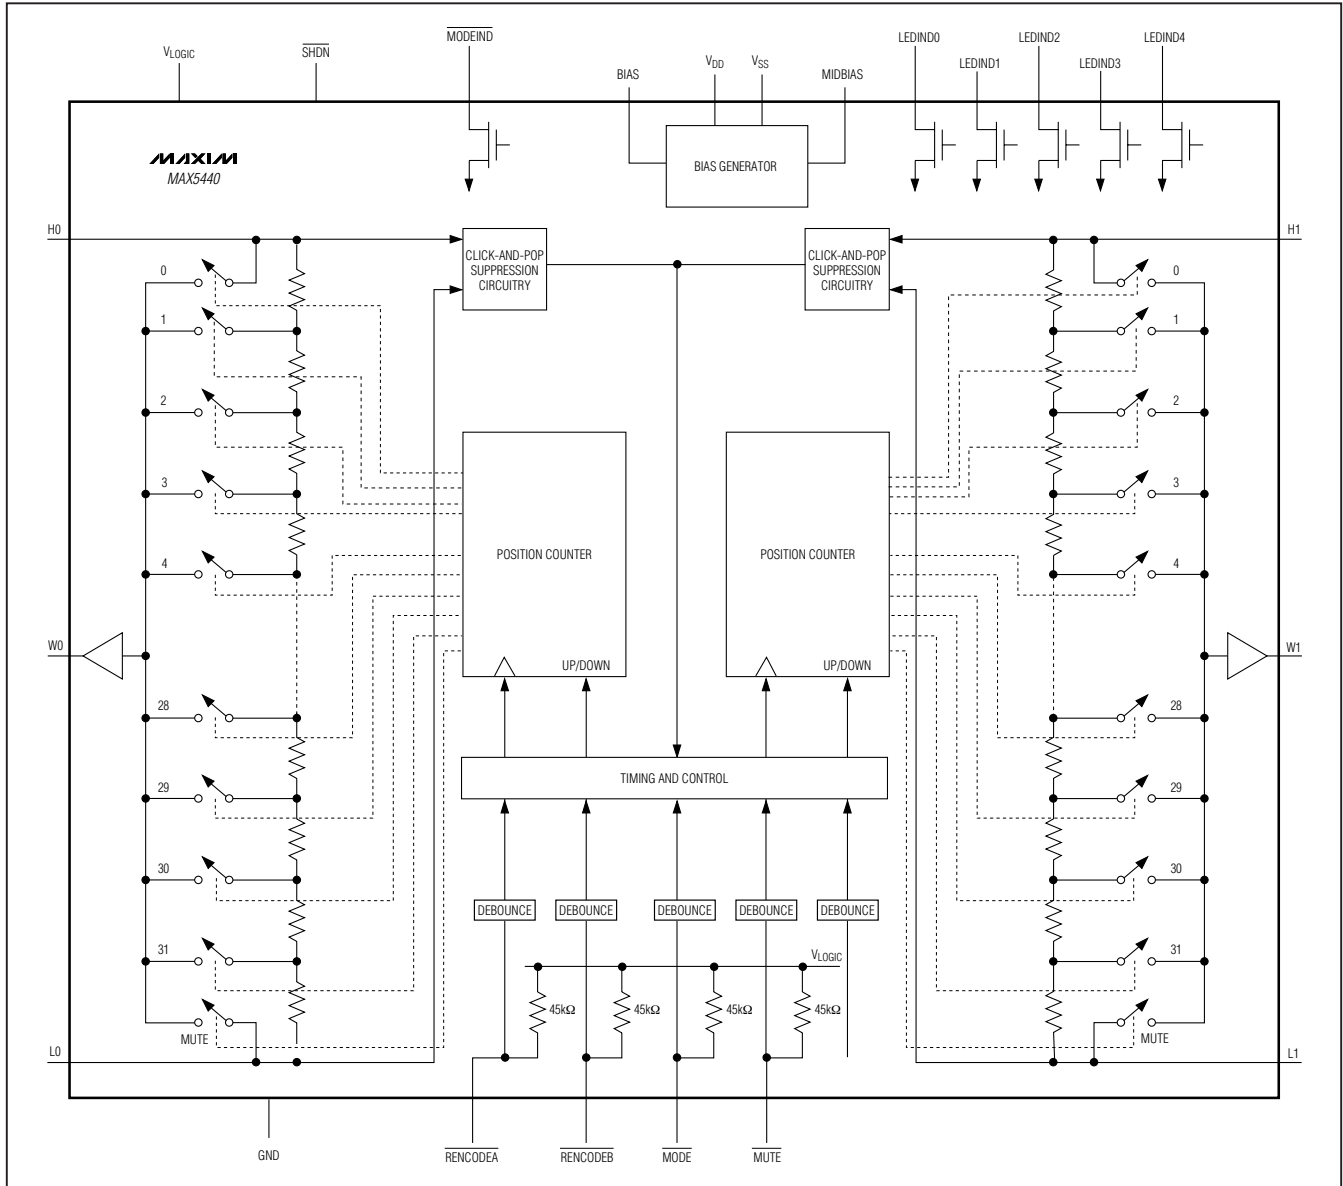 MODEIND
LEDIND0
LEDIND2
LEDIND4
VLOGIC
SHDN
VDD
VSS
LEDIND1
LEDIND3
BIAS
MIDBIAS
MAXIM
MAX5440
BIAS GENERATOR
H0
H1
CLICK-AND-POP
SUPPRESSION
CIRCUITRY
CLICK-AND-POP
SUPPRESSION
CIRCUITRY
0
0
1
1
2
2
3
3
POSITION COUNTER
POSITION COUNTER
4
4
W0
W1
UP/DOWN
UP/DOWN
28
28
TIMING AND CONTROL
29
29
30
30
DEBOUNCE
DEBOUNCE
DEBOUNCE
DEBOUNCE
DEBOUNCE
31
31
VLOGIC
45kΩ
45kΩ
45kΩ
45kΩ
MUTE
MUTE
L0
L1
GND
RENCODEA
RENCODEB
MODE
MUTE